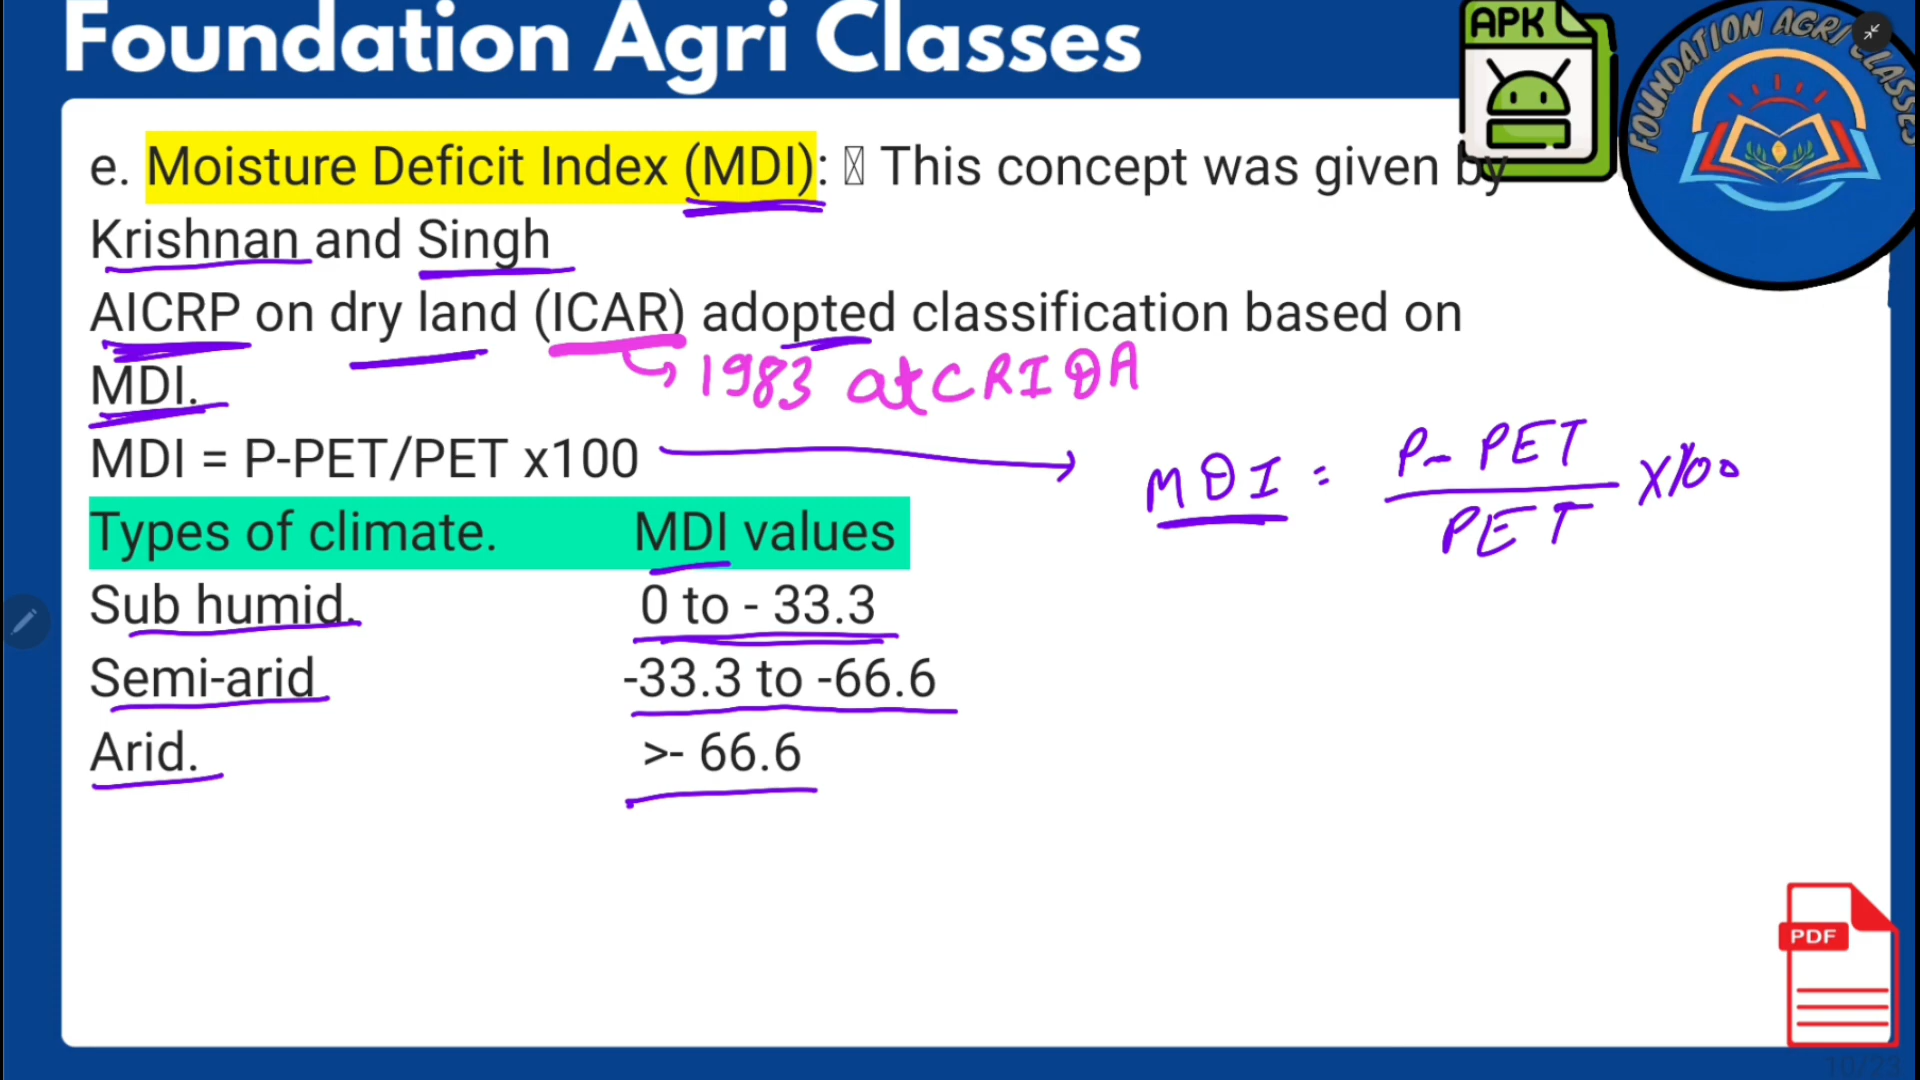 Foundation Agri Classes
APK
FOUNDATION AGRI CLASSES
e. Moisture Deficit Index (MDI): This concept was given by
Krishnan and Singh
AICRP on dry land (ICAR) adopted classification based on
1983 at CRIDA
MDI.
MDI = P-PET/PET x100
MDI = P- PET / PET x100
Types of climate. MDI values
Sub humid. 0 to - 33.3
Semi-arid -33.3 to -66.6
Arid. >- 66.6
PDF
10/23